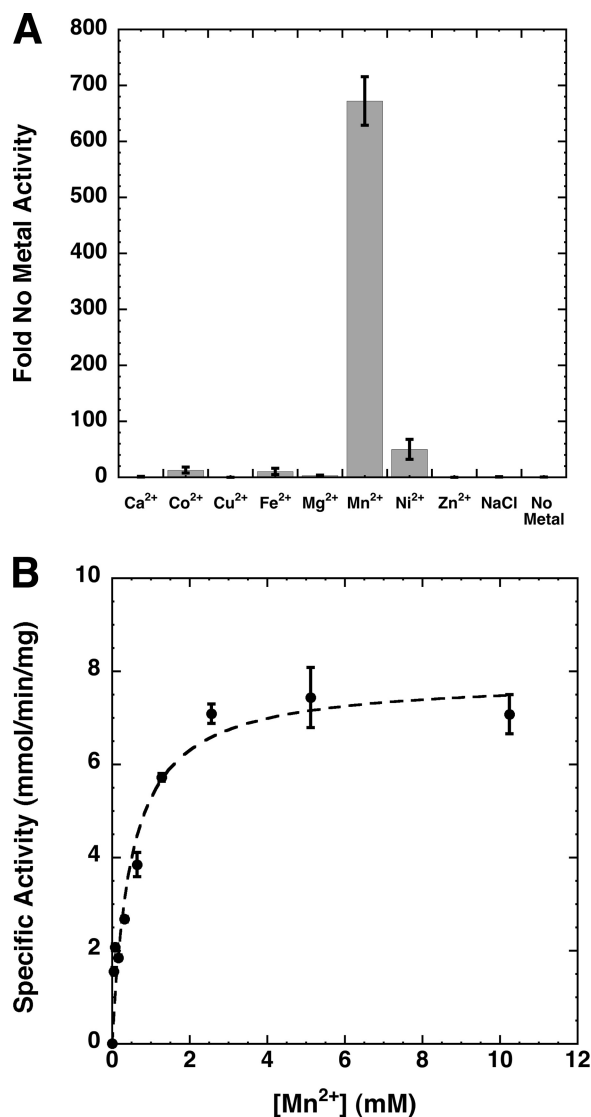 A
800
700
600
500
400
300
200
100
0
Fold No Metal Activity
Ca²⁺ Co²⁺ Cu²⁺ Fe²⁺ Mg²⁺ Mn²⁺ Ni²⁺ Zn²⁺ NaCl No Metal
B
10
8
6
4
2
0
Specific Activity (mmol/min/mg)
0 2 4 6 8 10 12
[Mn²⁺] (mM)